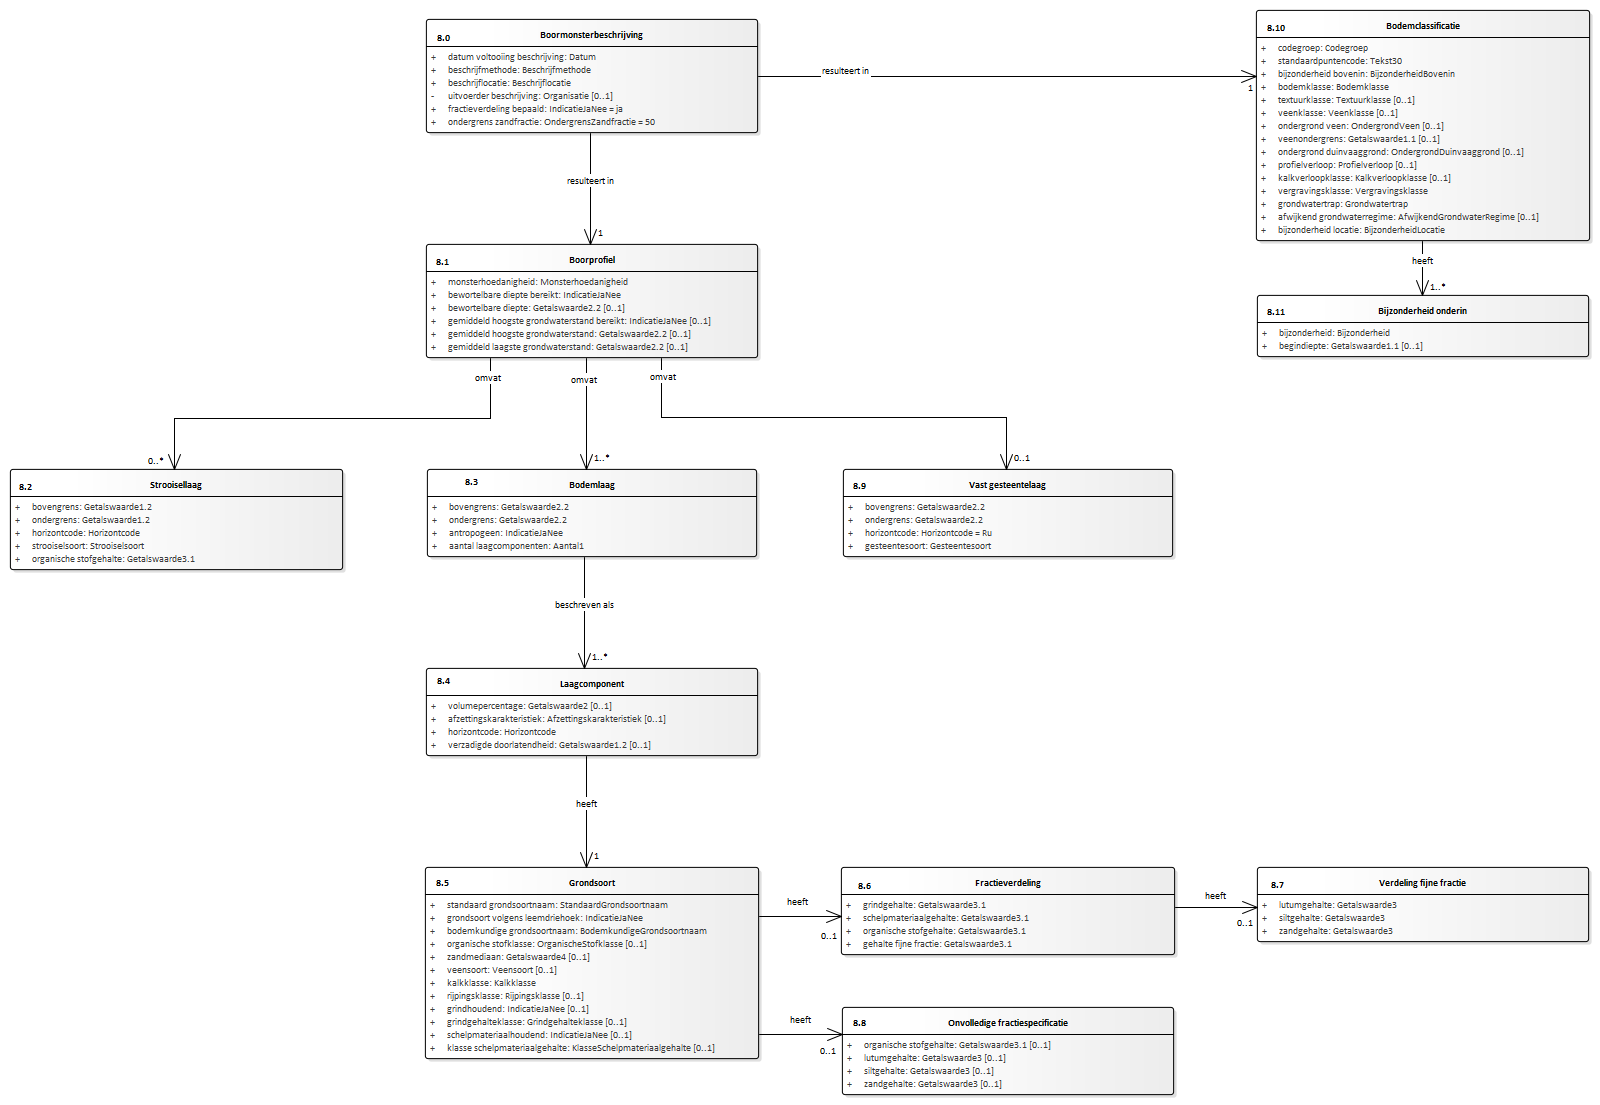 8.0 Boormonsterbeschrijving
+ datum voltooiing beschrijving: Datum
+ beschrijfmethode: Beschrijfmethode
+ beschrijflocatie: Beschrijflocatie
- uitvoerder beschrijving: Organisatie [0..1]
+ fractieverdeling bepaald: IndicatieJaNee = ja
+ ondergrens zandfractie: OndergrensZandfractie = 50
resulteert in
1
8.10 Bodemclassificatie
+ codegroep: Codegroep
+ standaardpuntencode: Tekst30
+ bijzonderheid bovenin: BijzonderheidBovenin
+ bodemklasse: Bodemklasse
+ textuurklasse: Textuurklasse [0..1]
+ veenklasse: Veenklasse [0..1]
+ ondergrond veen: OndergrondVeen [0..1]
+ veenondergrens: Getalswaarde1.1 [0..1]
+ ondergrond duinvaaggrond: OndergrondDuinvaaggrond [0..1]
+ profielverloop: Profielverloop [0..1]
+ kalkverloopklasse: Kalkverloopklasse [0..1]
+ vergravingsklasse: Vergravingsklasse
+ grondwatertrap: Grondwatertrap
+ afwijkend grondwaterregime: AfwijkendGrondwaterRegime [0..1]
+ bijzonderheid locatie: BijzonderheidLocatie
heeft
1..*
8.11 Bijzonderheid onderin
+ bijzonderheid: Bijzonderheid
+ begindiepte: Getalswaarde1.1 [0..1]
resulteert in
1
8.1 Boorprofiel
+ monsterhoedanigheid: Monsterhoedanigheid
+ bewortelbare diepte bereikt: IndicatieJaNee
+ bewortelbare diepte: Getalswaarde2.2 [0..1]
+ gemiddeld hoogste grondwaterstand bereikt: IndicatieJaNee [0..1]
+ gemiddeld hoogste grondwaterstand: Getalswaarde2.2 [0..1]
+ gemiddeld laagste grondwaterstand: Getalswaarde2.2 [0..1]
omvat
omvat
omvat
0..*
1..*
0..1
8.2 Strooisellaag
+ bovengrens: Getalswaarde1.2
+ ondergrens: Getalswaarde1.2
+ horizontcode: Horizontcode
+ strooiselsoort: Strooiselsoort
+ organische stofgehalte: Getalswaarde3.1
8.3 Bodemlaag
+ bovengrens: Getalswaarde2.2
+ ondergrens: Getalswaarde2.2
+ antropogeen: IndicatieJaNee
+ aantal laagcomponenten: Aantal1
8.9 Vast gesteentelaag
+ bovengrens: Getalswaarde2.2
+ ondergrens: Getalswaarde2.2
+ horizontcode: Horizontcode = Ru
+ gesteentesoort: Gesteentesoort
beschreven als
1..*
8.4 Laagcomponent
+ volumepercentage: Getalswaarde2 [0..1]
+ afzettingskarakteristiek: Afzettingskarakteristiek [0..1]
+ horizontcode: Horizontcode
+ verzadigde doorlatendheid: Getalswaarde1.2 [0..1]
heeft
1
8.5 Grondsoort
+ standaard grondsoortnaam: StandaardGrondsoortnaam
+ grondsoort volgens leemdriehoek: IndicatieJaNee
+ bodemkundige grondsoortnaam: BodemkundigeGrondsoortnaam
+ organische stofklasse: OrganischeStofklasse [0..1]
+ zandmediaan: Getalswaarde4 [0..1]
+ veensoort: Veensoort [0..1]
+ kalkklasse: Kalkklasse
+ rijpingsklasse: Rijpingsklasse [0..1]
+ grindhoudend: IndicatieJaNee [0..1]
+ grindgehalteklasse: Grindgehalteklasse [0..1]
+ schelpmateriaalhoudend: IndicatieJaNee [0..1]
+ klasse schelpmateriaalgehalte: KlasseSchelpmateriaalgehalte [0..1]
heeft
0..1
8.6 Fractieverdeling
+ grindgehalte: Getalswaarde3.1
+ schelpmateriaalgehalte: Getalswaarde3.1
+ organische stofgehalte: Getalswaarde3.1
+ gehalte fijne fractie: Getalswaarde3.1
heeft
0..1
8.7 Verdeling fijne fractie
+ lutumgehalte: Getalswaarde3
+ siltgehalte: Getalswaarde3
+ zandgehalte: Getalswaarde3
heeft
0..1
8.8 Onvolledige fractiespecificatie
+ organische stofgehalte: Getalswaarde3.1 [0..1]
+ lutumgehalte: Getalswaarde3 [0..1]
+ siltgehalte: Getalswaarde3 [0..1]
+ zandgehalte: Getalswaarde3 [0..1]